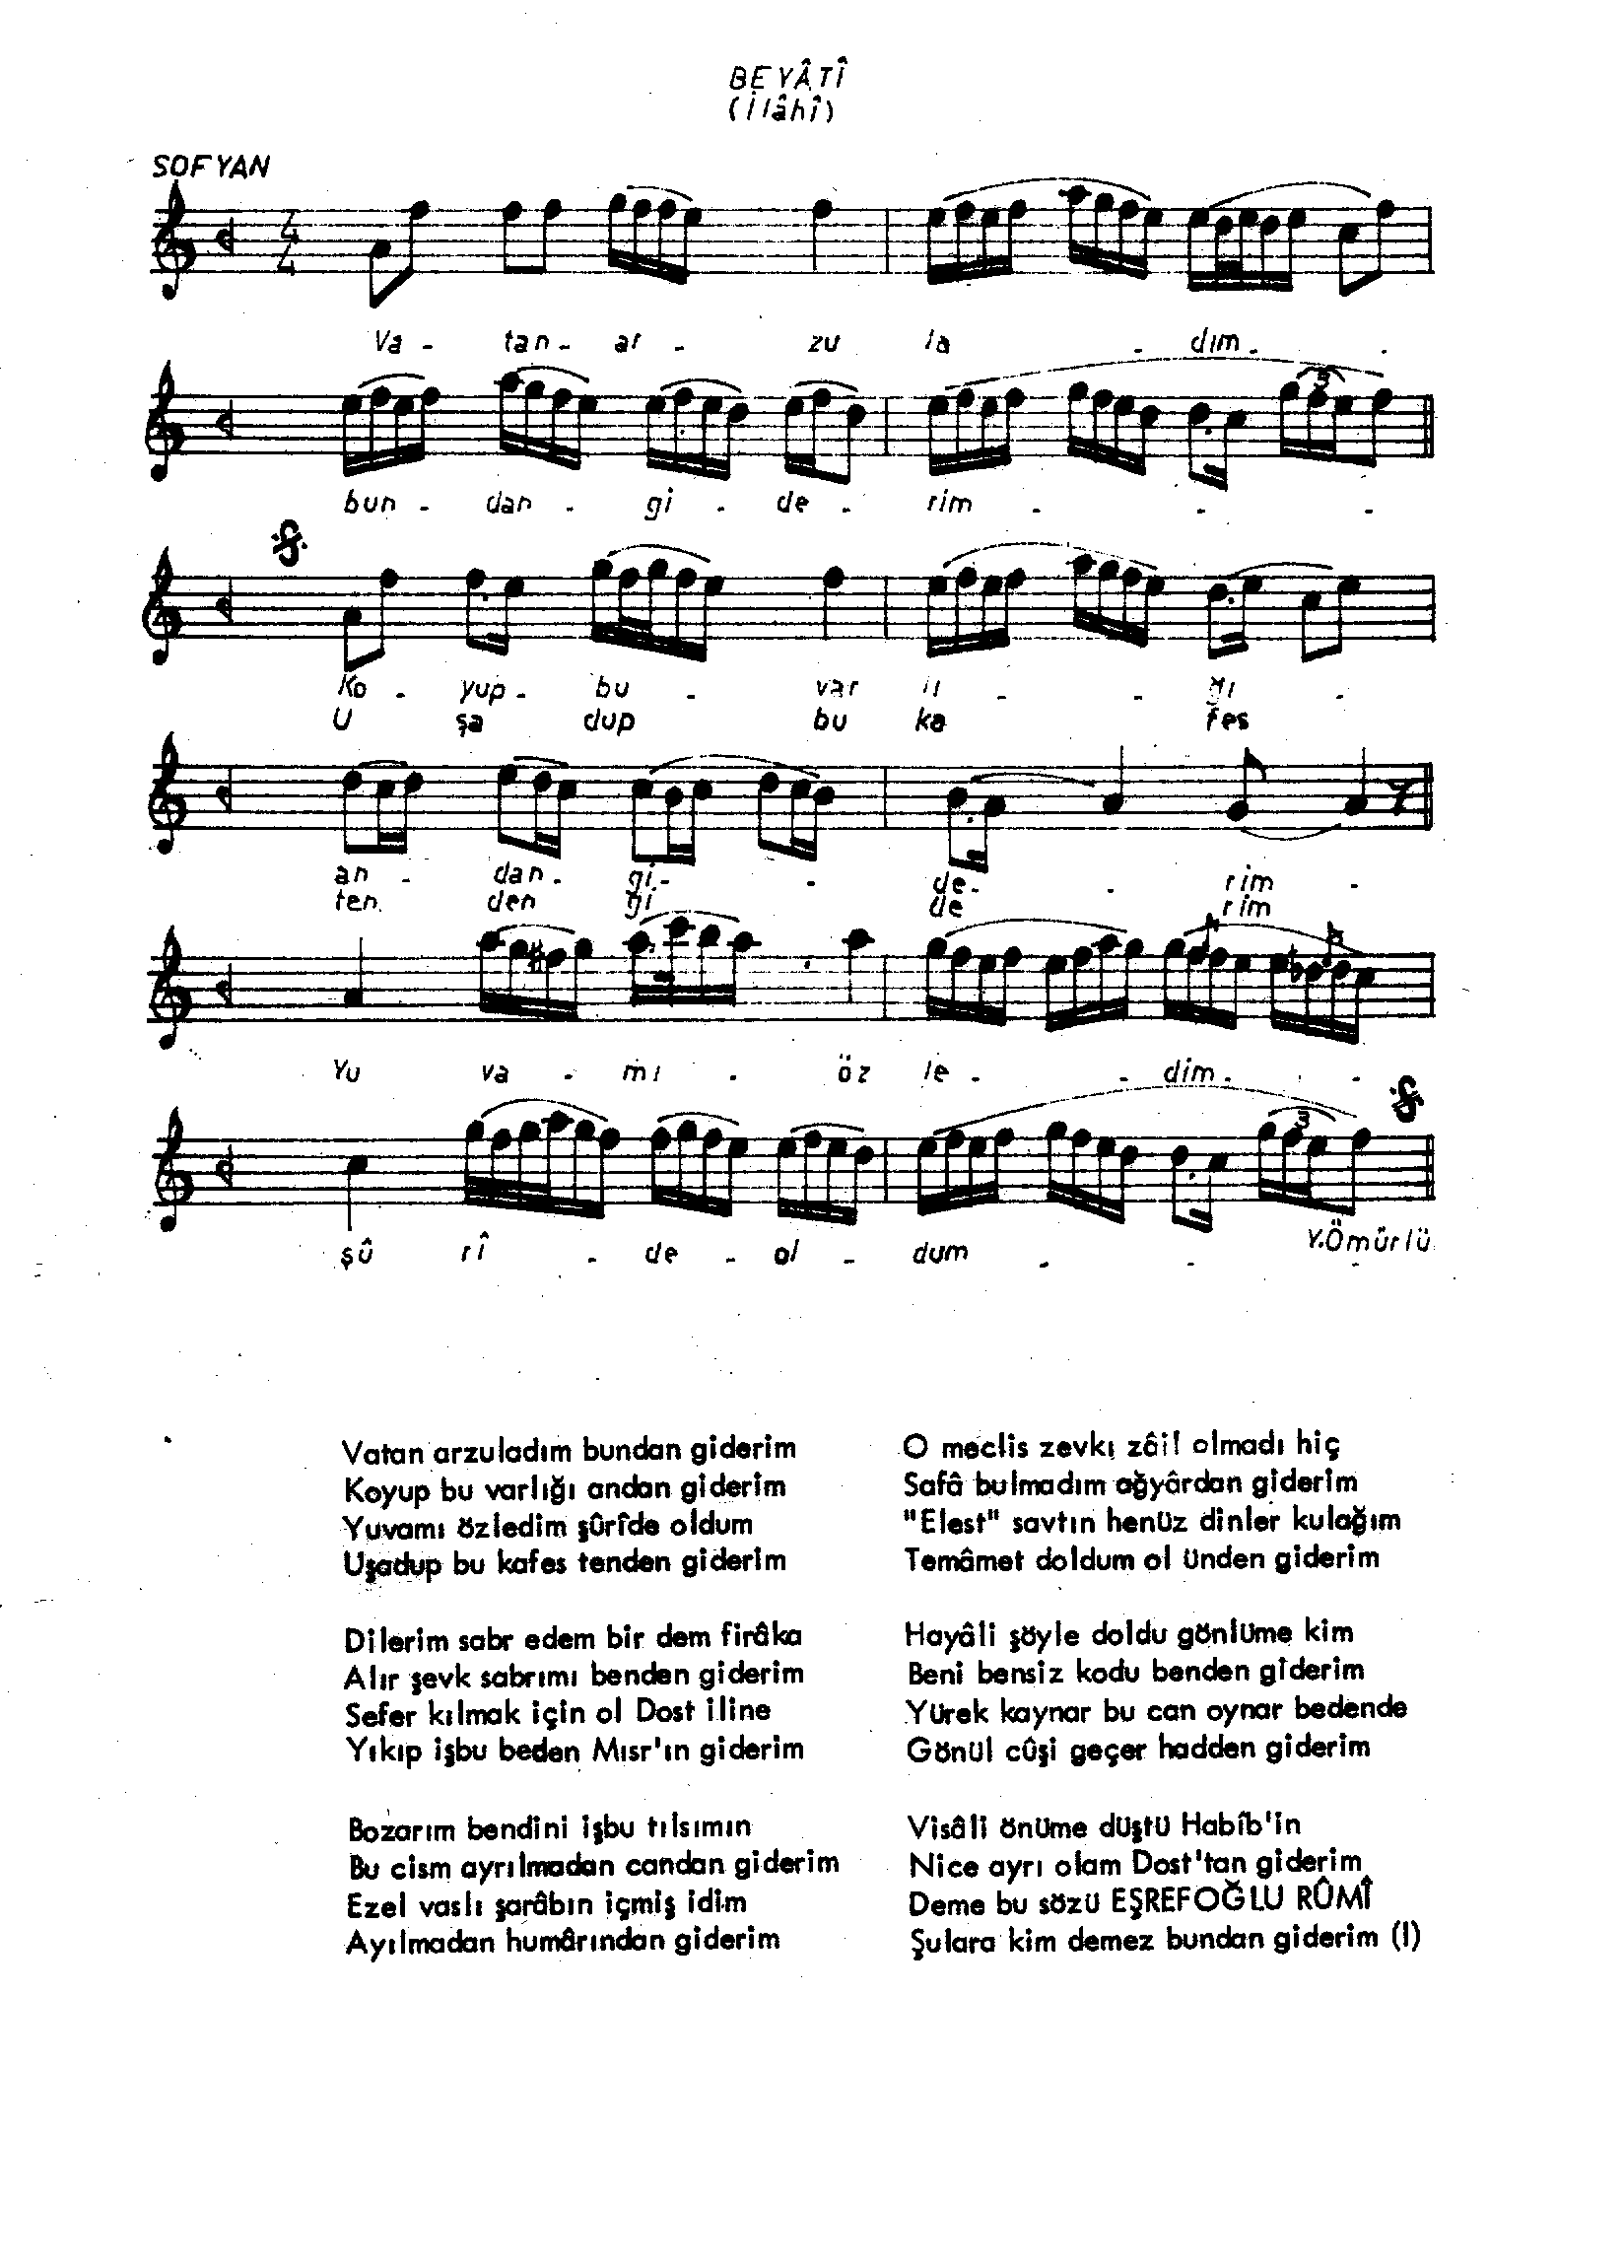 BEYÂTÎ
(İlâhî)
SOFYAN
4
4
Va - tan - ar - zu la - dım - .
3
bun - dan - gi - de - rim - - -
Ko - yup - bu - var lı - - ğı -
U şa dup bu ka fes
an - dan - gi - - de - - rim -
ten den gi de rim
Yu va - mı - öz le - - dim - . -
3
şû rî - de - ol - dum - - -
Y.Ömürlü
Vatan arzuladım bundan giderim
Koyup bu varlığı andan giderim
Yuvamı özledim şûrîde oldum
Uşadup bu kafes tenden giderim
Dilerim sabr edem bir dem firâka
Alır şevk sabrımı benden giderim
Sefer kılmak için ol Dost iline
Yıkıp işbu beden Mısr'ın giderim
Bozarım bendini işbu tılsımın
Bu cism ayrılmadan candan giderim
Ezel vaslı şarâbın içmiş idim
Ayılmadan humârından giderim
O meclis zevkı zâil olmadı hiç
Safâ bulmadım ağyârdan giderim
"Elest" savtın henüz dinler kulağım
Temâmet doldum ol ünden giderim
Hayâli şöyle doldu gönlüme kim
Beni bensiz kodu benden giderim
Yürek kaynar bu can oynar bedende
Gönül cûşi geçer hadden giderim
Visâli önüme düştü Habîb'in
Nice ayrı olam Dost'tan giderim
Deme bu sözü EŞREFOĞLU RÛMÎ
Şulara kim demez bundan giderim (I)